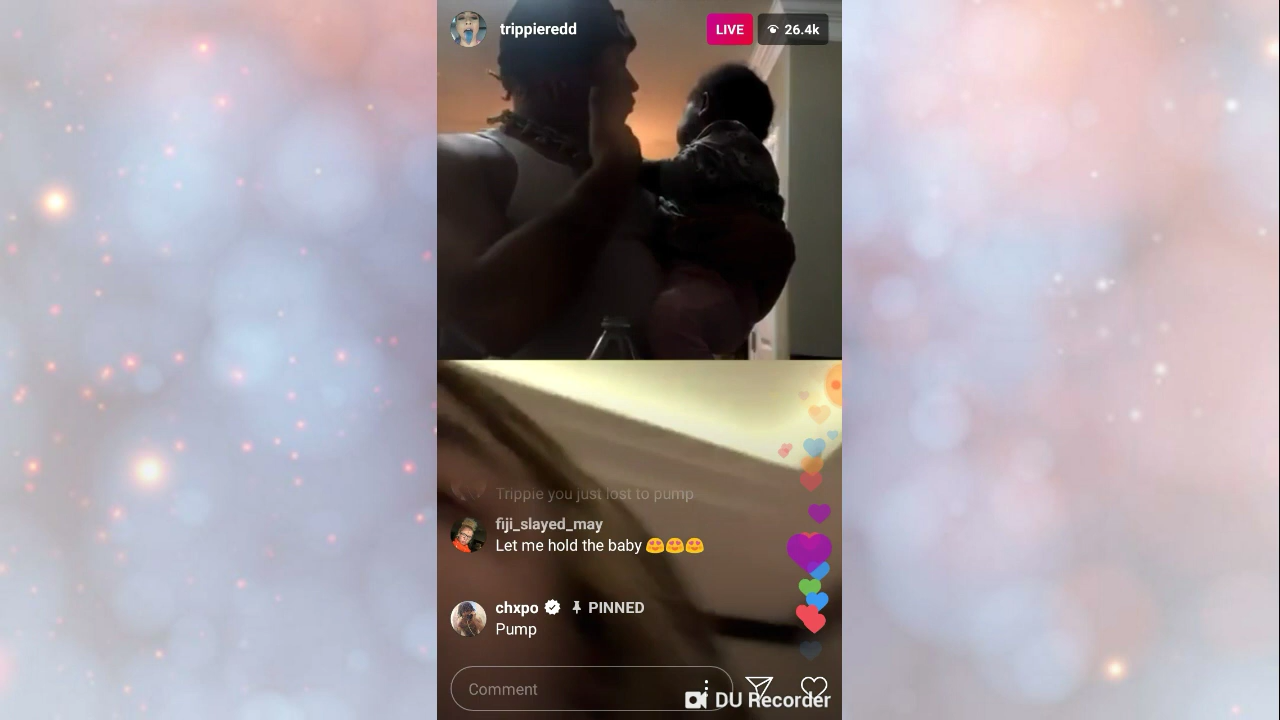 trippieredd
LIVE
26.4k
Trippie you just lost to pump
fiji_slayed_may
Let me hold the baby 😍😍😍
chxpo PINNED
Pump
Comment
DU Recorder